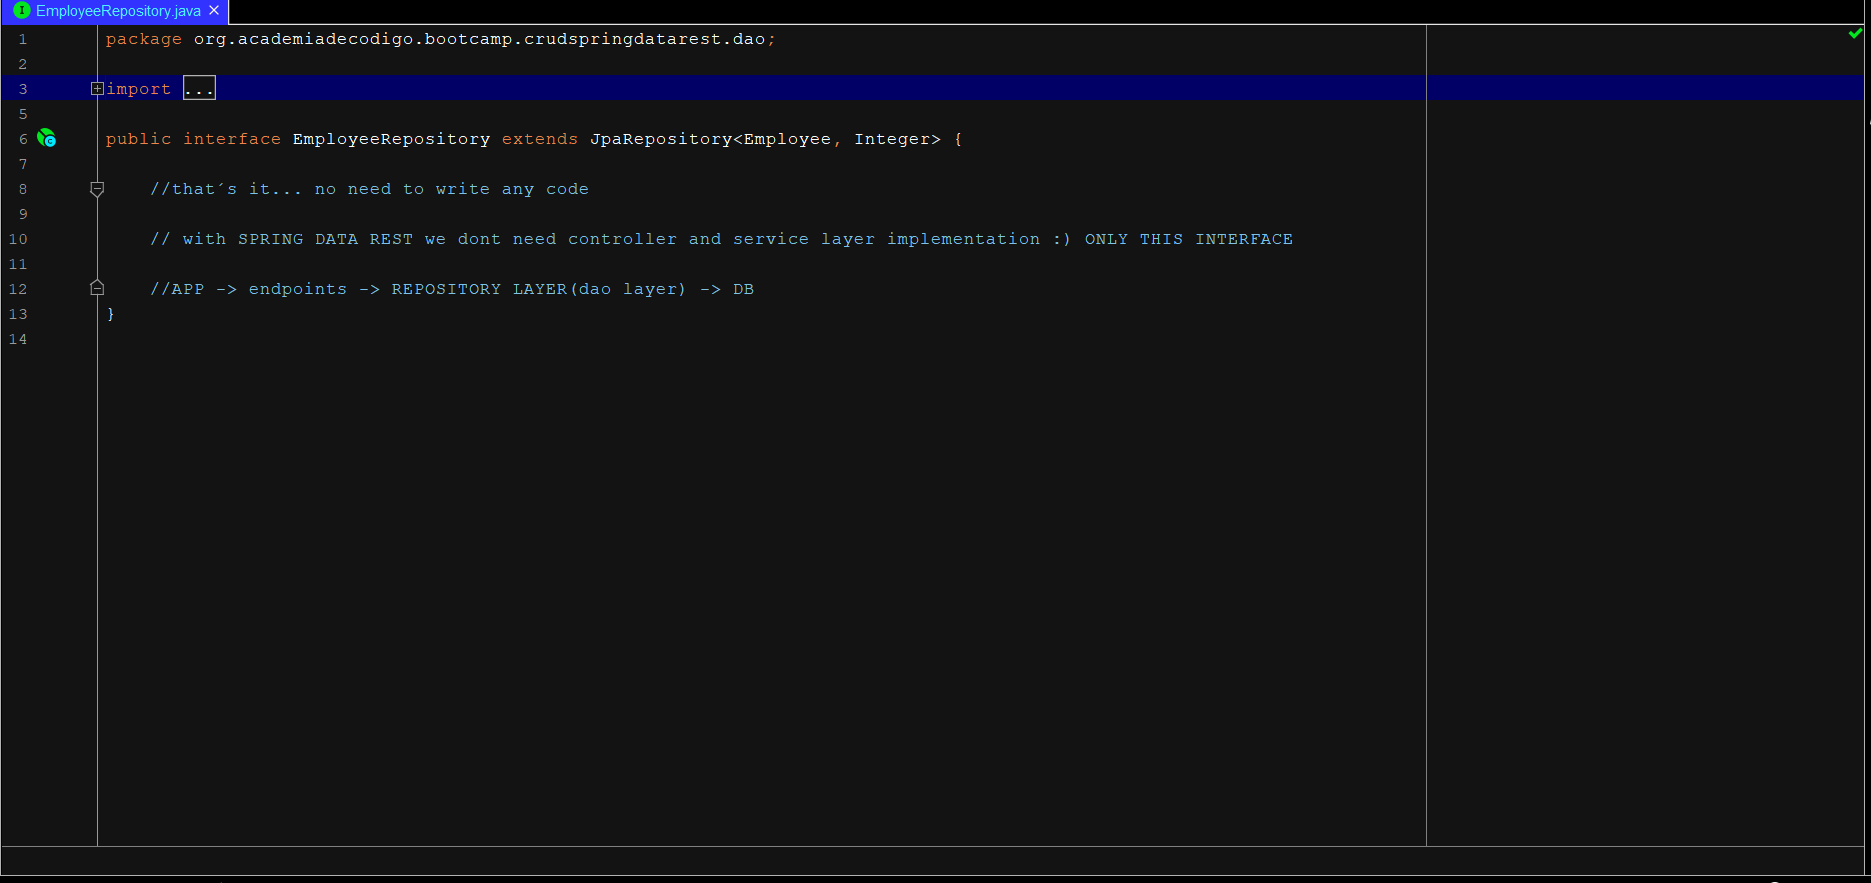 EmployeeRepository.java
1 package org.academiadecodigo.bootcamp.crudspringdatarest.dao;
2
3 import ...
5
6 public interface EmployeeRepository extends JpaRepository<Employee, Integer> {
7
8 //that´s it... no need to write any code
9
10 // with SPRING DATA REST we dont need controller and service layer implementation :) ONLY THIS INTERFACE
11
12 //APP -> endpoints -> REPOSITORY LAYER(dao layer) -> DB
13 }
14